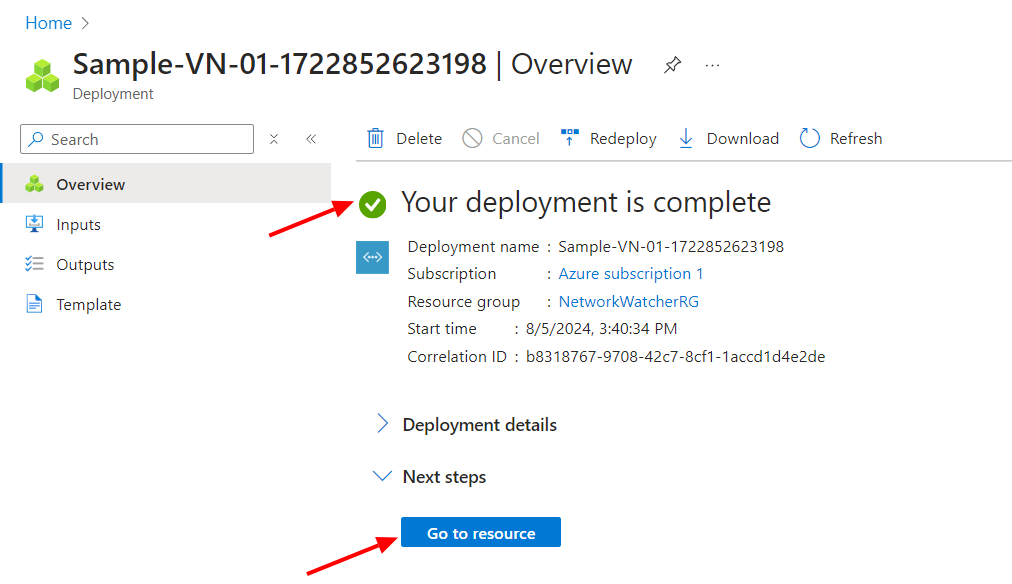 Home >
Sample-VN-01-1722852623198 | Overview ...
Deployment
Search
Delete Cancel Redeploy Download Refresh
Overview
Inputs
Outputs
Template
Your deployment is complete
Deployment name : Sample-VN-01-1722852623198
Subscription : Azure subscription 1
Resource group : NetworkWatcherRG
Start time : 8/5/2024, 3:40:34 PM
Correlation ID : b8318767-9708-42c7-8cf1-1accd1d4e2de
Deployment details
Next steps
Go to resource